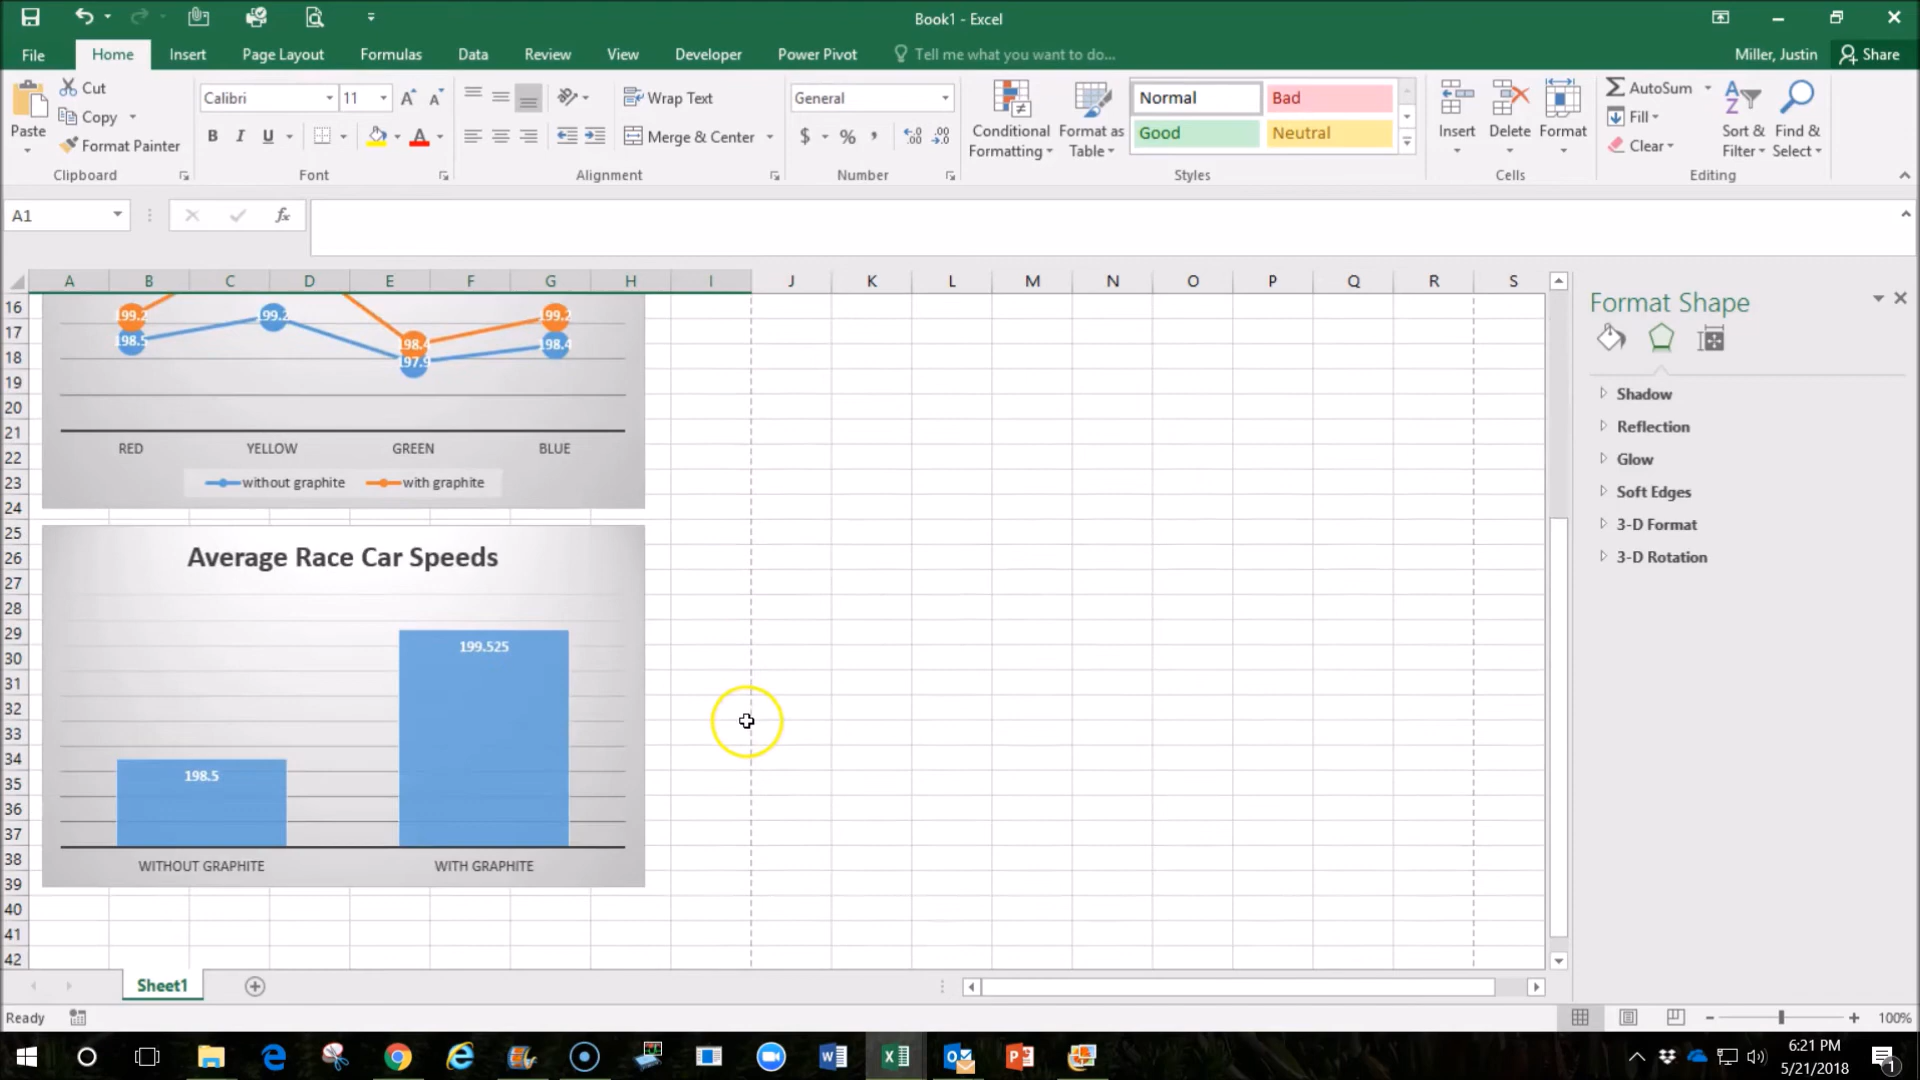 Book1 - Excel
File Home Insert Page Layout Formulas Data Review View Developer Power Pivot Tell me what you want to do... Miller, Justin Share
Paste
Cut
Copy
Format Painter
Clipboard
Calibri 11
B I U
Font
Wrap Text
Merge & Center
Alignment
General
$ % ,
Number
Conditional Formatting
Format as Table
Normal Bad
Good Neutral
Styles
Insert Delete Format
Cells
AutoSum
Fill
Clear
Sort & Filter
Find & Select
Editing
A1 fx
A B C D E F G H I J K L M N O P Q R S
16
17
18
19
20
21
22
23
24
25
26
27
28
29
30
31
32
33
34
35
36
37
38
39
40
41
42
199.2 199.2 198.4 199.2
198.5 197.9 198.4
RED YELLOW GREEN BLUE
without graphite with graphite
Average Race Car Speeds
199.525
198.5
WITHOUT GRAPHITE WITH GRAPHITE
Format Shape
Shadow
Reflection
Glow
Soft Edges
3-D Format
3-D Rotation
Sheet1
Ready
100%
6:21 PM
5/21/2018
1